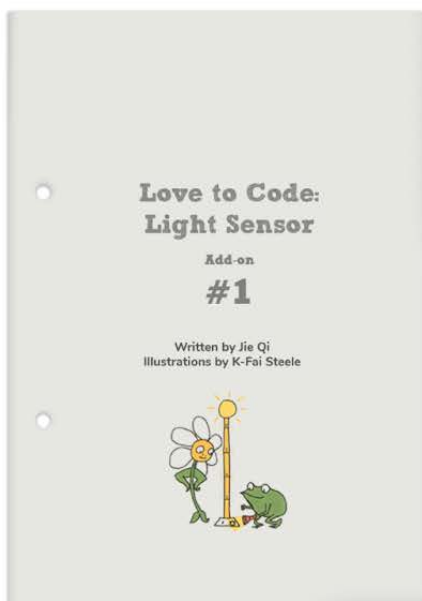 Love to Code:
Light Sensor
Add-on
#1
Written by Jie Qi
Illustrations by K-Fai Steele